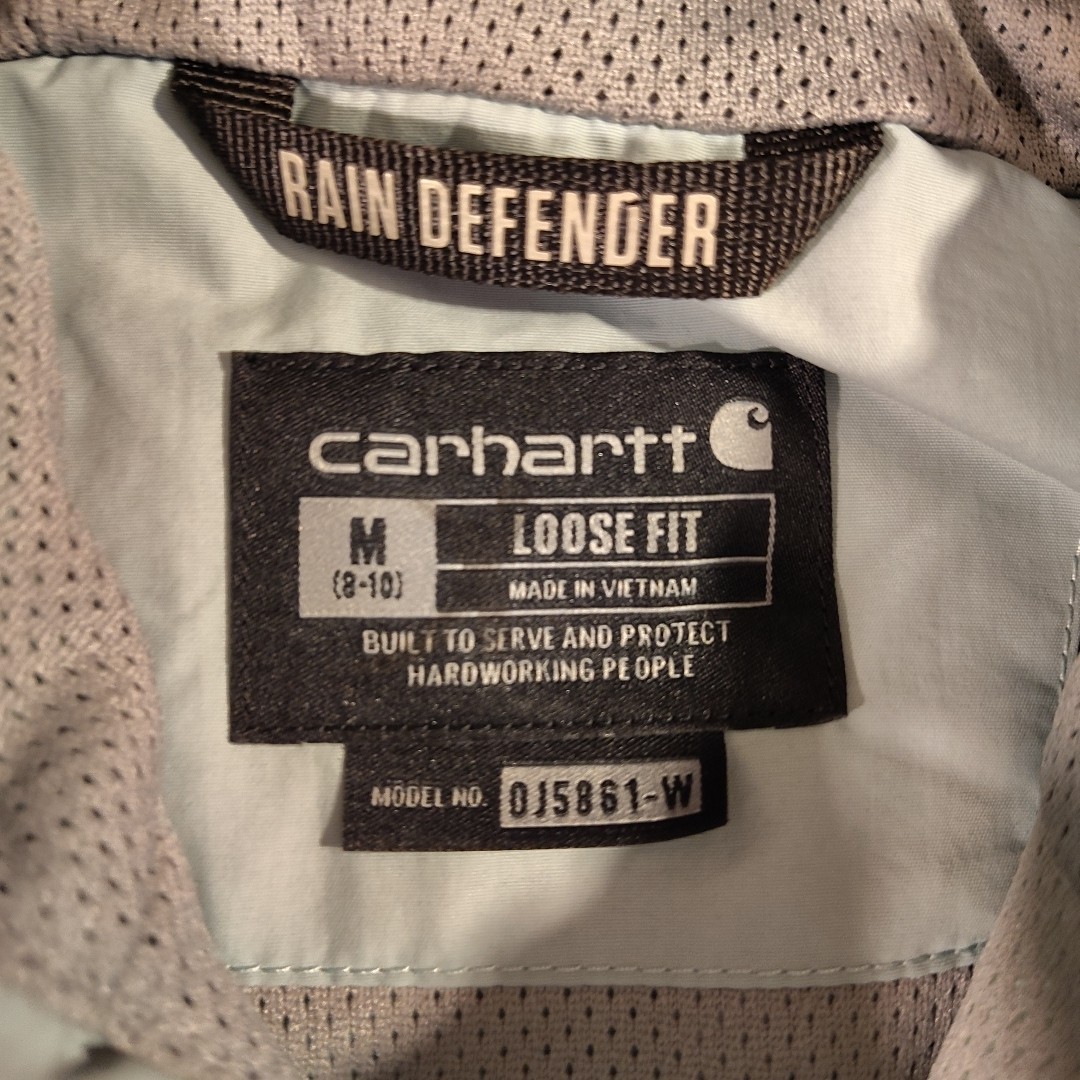 RAIN DEFENDER
carhartt
M
(8-10)
LOOSE FIT
MADE IN VIETNAM
BUILT TO SERVE AND PROTECT
HARDWORKING PEOPLE
MODEL NO. OJ5861-W